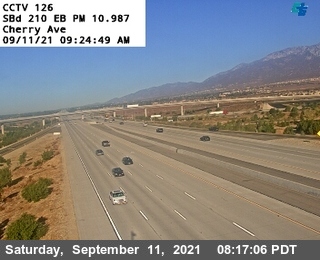 CCTV 126
SBd 210 EB PM 10.987
Cherry Ave
09/11/21 09:24:49 AM
Saturday, September 11, 2021 08:17:06 PDT